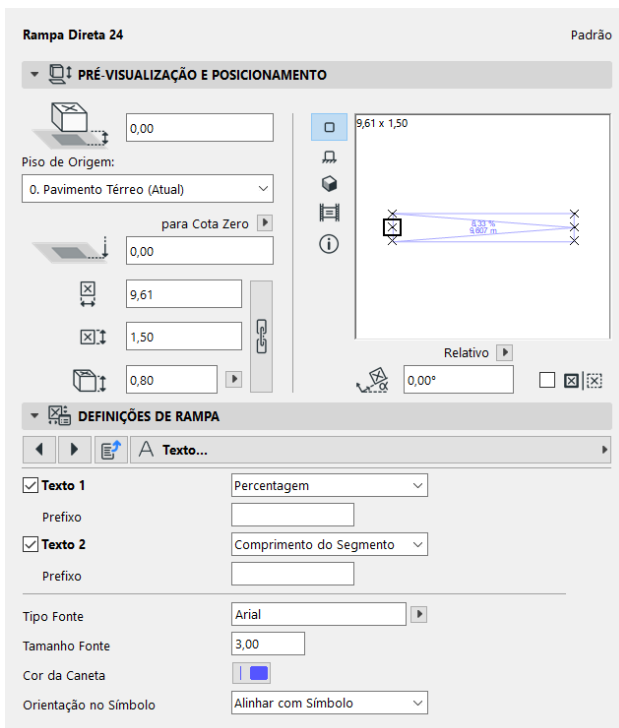 Rampa Direta 24 Padrão
PRÉ-VISUALIZAÇÃO E POSICIONAMENTO
0,00
Piso de Origem:
0. Pavimento Térreo (Atual)
para Cota Zero
0,00
9,61
1,50
0,80
9,61 x 1,50
8,33 %
9,607 m
Relativo
α 0,00°
DEFINIÇÕES DE RAMPA
A Texto...
Texto 1 Percentagem
Prefixo
Texto 2 Comprimento do Segmento
Prefixo
Tipo Fonte Arial
Tamanho Fonte 3,00
Cor da Caneta
Orientação no Símbolo Alinhar com Símbolo